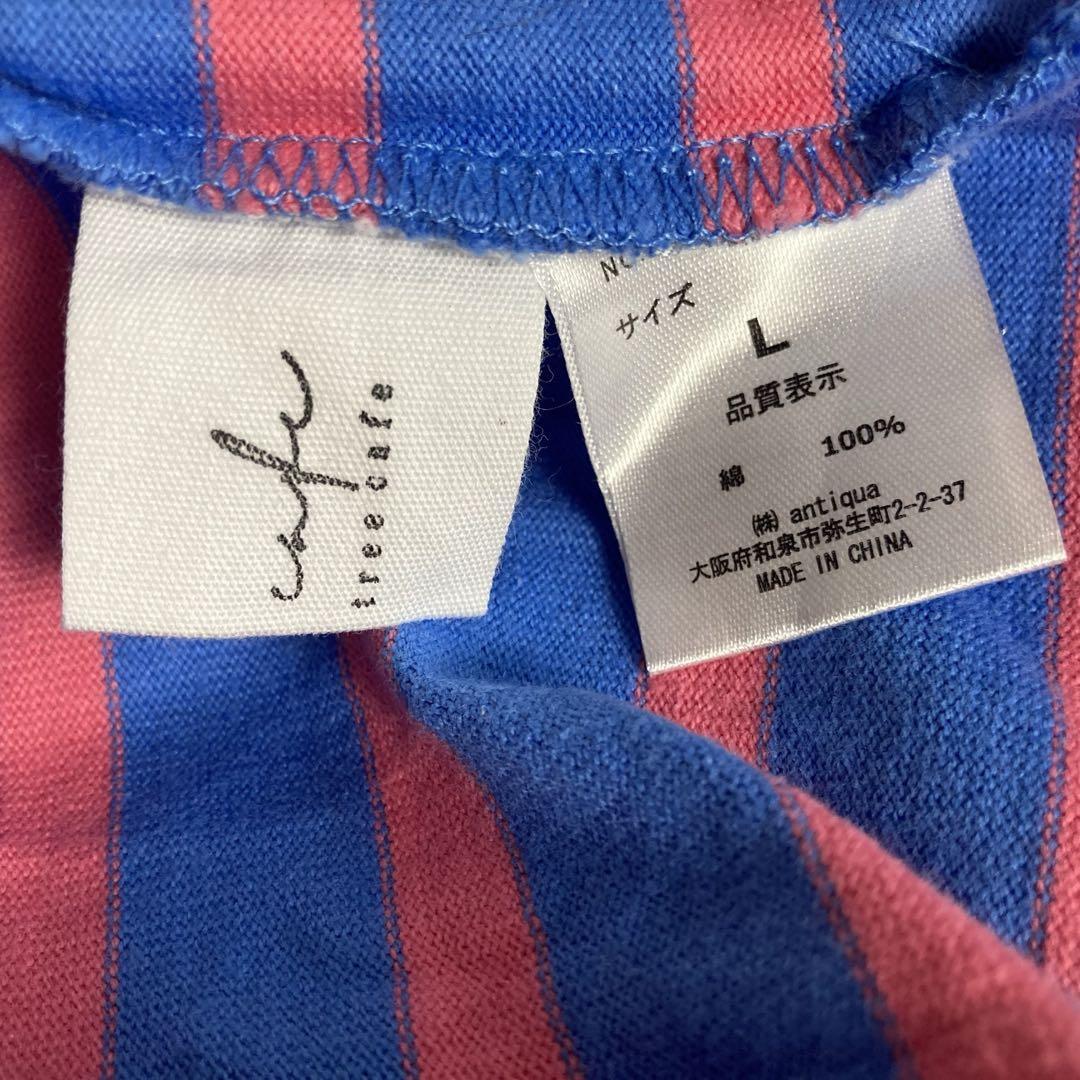 cafe
tree cafe
サイズ
L
品質表示
綿 100%
㈱ antiqua
大阪府和泉市弥生町2-2-37
MADE IN CHINA